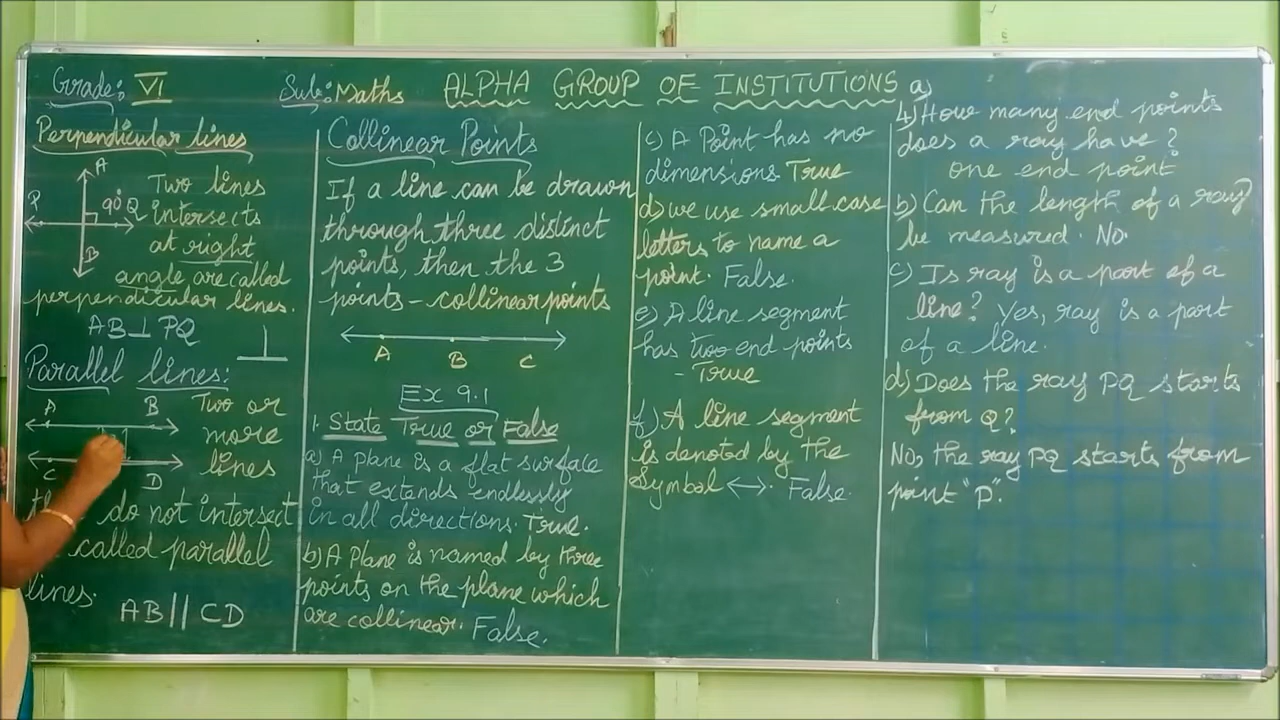 Grade: VI Sub: Maths ALPHA GROUP OF INSTITUTIONS
Perpendicular lines
A
P 90° Q
B
Two lines
intersects
at right
angle are called
perpendicular lines.
AB⊥ PQ
Parallel lines:
A B
C D
Two or
more
lines
do not intersect
called parallel
lines.
AB || CD
Collinear Points
If a line can be drawn
through three distinct
points, then the 3
points - collinear points
A B C
Ex 9.1
1. State True or False
a) A plane is a flat surface
that extends endlessly
in all directions. True.
b) A Plane is named by three
points on the plane which
are collinear. False.
c) A Point has no
dimensions True
d) we use small case
letters to name a
point. False.
e) A line segment
has two end points
- True
f) A line segment
is denoted by the
Symbol ↔. False.
a)
4) How many end points
does a ray have?
one end point
b) Can the length of a ray
be measured. No.
c) Is ray is a part of a
line? Yes, ray is a part
of a line.
d) Does the ray PQ starts
from Q?
No, the ray PQ starts from
point "P".